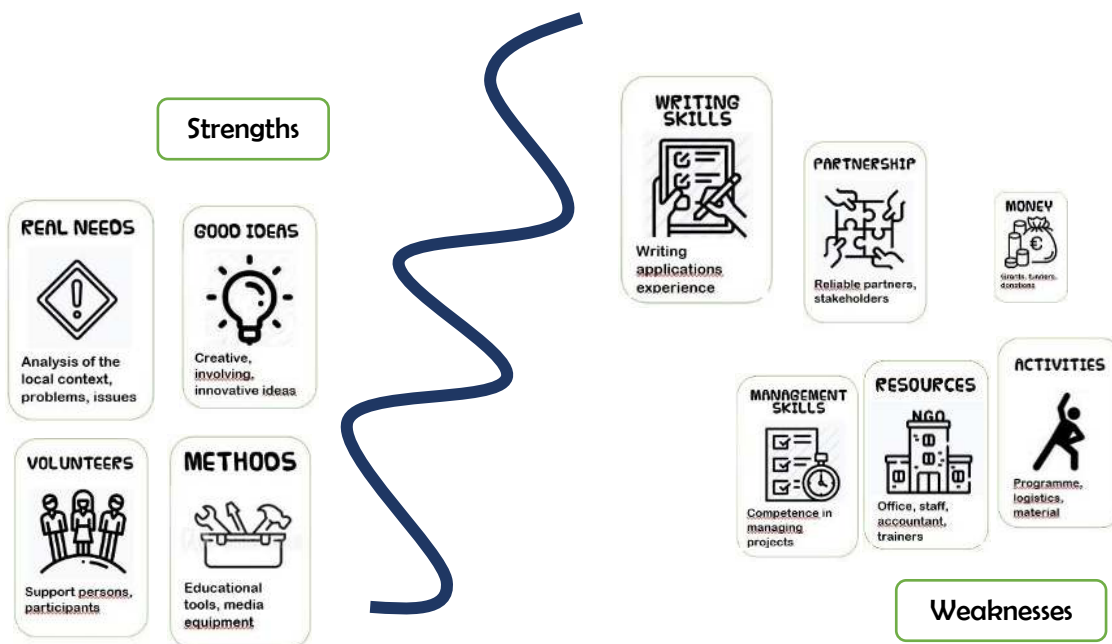 Strengths
REAL NEEDS
Analysis of the
local context,
problems, issues
GOOD IDEAS
Creative,
involving,
innovative ideas
VOLUNTEERS
Support persons,
participants
METHODS
Educational
tools, media
equipment
WRITING
SKILLS
Writing
applications
experience
PARTNERSHIP
Reliable partners,
stakeholders
MONEY
€
Grants, funders,
donations
MANAGEMENT
SKILLS
Competence in
managing
projects
RESOURCES
NGO
Office, staff,
accountant,
trainers
ACTIVITIES
Programme,
logistics,
material
Weaknesses